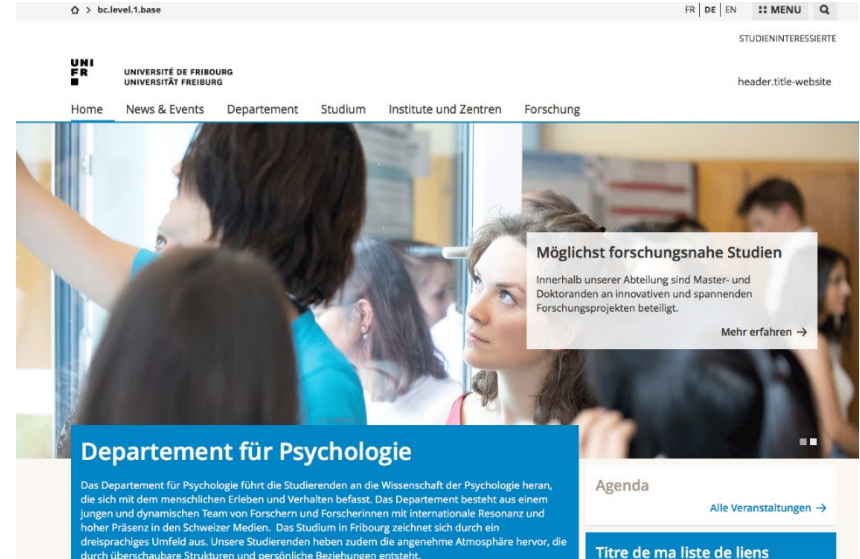 > bc.level.1.base
FR | DE | EN
MENU
STUDIENINTERESSIERTE
UNI
FR
UNIVERSITÉ DE FRIBOURG
UNIVERSITÄT FREIBURG
header.title-website
Home News & Events Departement Studium Institute und Zentren Forschung
Möglichst forschungsnahe Studien
Innerhalb unserer Abteilung sind Master- und
Doktoranden an innovativen und spannenden
Forschungsprojekten beteiligt.
Mehr erfahren →
Departement für Psychologie
Das Departement für Psychologie führt die Studierenden an die Wissenschaft der Psychologie heran,
die sich mit dem menschlichen Erleben und Verhalten befasst. Das Departement besteht aus einem
jungen und dynamischen Team von Forschern und Forscherinnen mit internationale Resonanz und
hoher Präsenz in den Schweizer Medien. Das Studium in Fribourg zeichnet sich durch ein
dreisprachiges Umfeld aus. Unsere Studierenden heben zudem die angenehme Atmosphäre hervor, die
durch überschaubare Strukturen und persönliche Beziehungen entsteht.
Agenda
Alle Veranstaltungen →
Titre de ma liste de liens